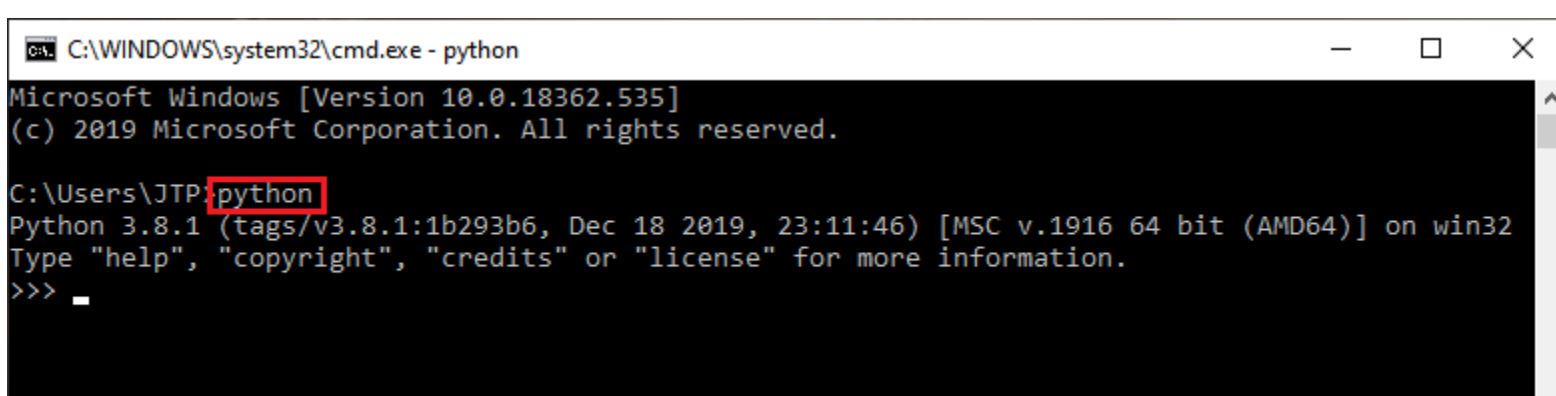 C:\WINDOWS\system32\cmd.exe - python
Microsoft Windows [Version 10.0.18362.535]
(c) 2019 Microsoft Corporation. All rights reserved.
C:\Users\JTP>python
Python 3.8.1 (tags/v3.8.1:1b293b6, Dec 18 2019, 23:11:46) [MSC v.1916 64 bit (AMD64)] on win32
Type "help", "copyright", "credits" or "license" for more information.
>>> _